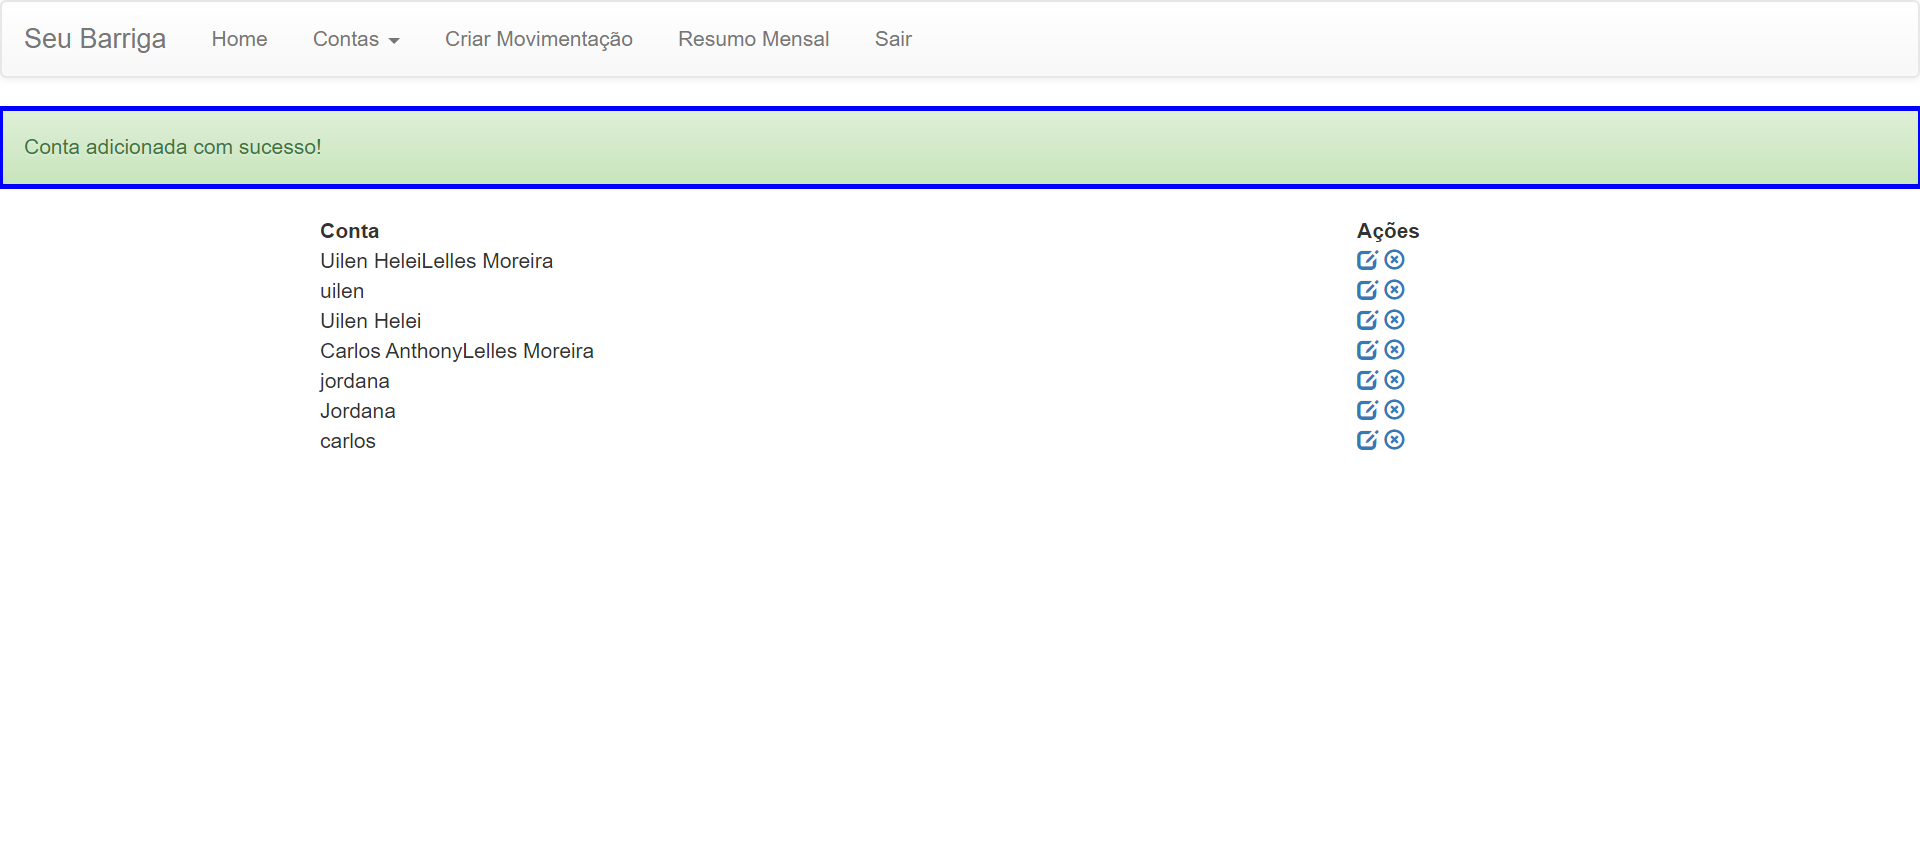 Seu Barriga Home Contas Criar Movimentação Resumo Mensal Sair
Conta adicionada com sucesso!
Conta Ações
Uilen HeleiLelles Moreira
uilen
Uilen Helei
Carlos AnthonyLelles Moreira
jordana
Jordana
carlos